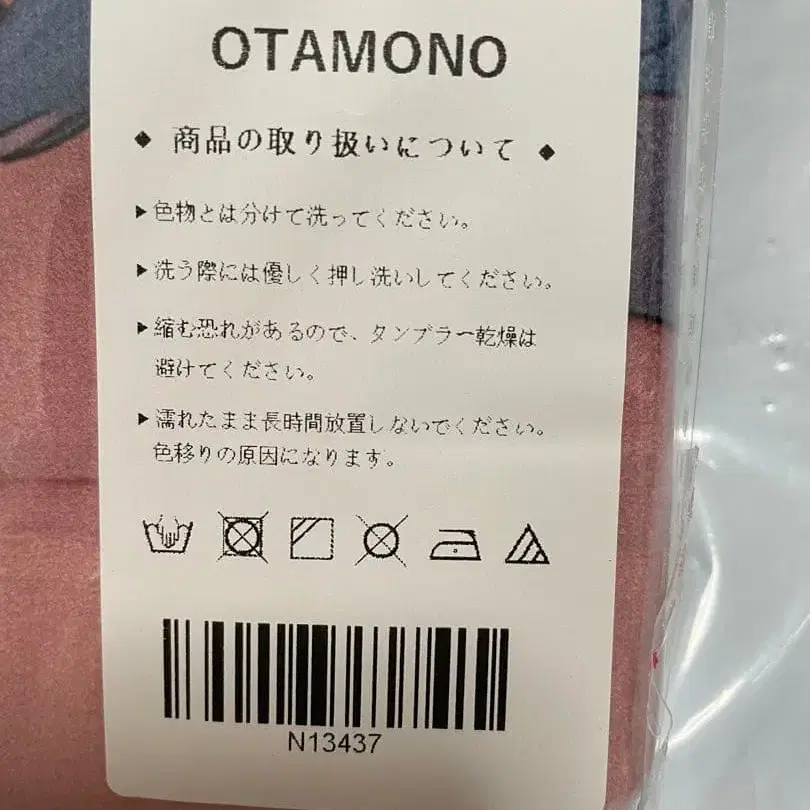 OTAMONO
◆ 商品の取り扱いについて ◆
▶色物とは分けて洗ってください。
▶洗う際には優しく押し洗いしてください。
▶縮む恐れがあるので、タンブラー乾燥は
避けてください。
▶濡れたまま長時間放置しないでください。
色移りの原因になります。
N13437